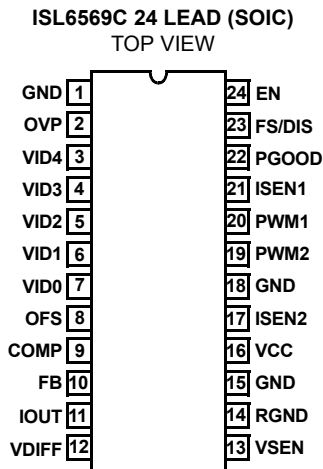 ISL6569C 24 LEAD (SOIC)
TOP VIEW
GND 1 24 EN
OVP 2 23 FS/DIS
VID4 3 22 PGOOD
VID3 4 21 ISEN1
VID2 5 20 PWM1
VID1 6 19 PWM2
VID0 7 18 GND
OFS 8 17 ISEN2
COMP 9 16 VCC
FB 10 15 GND
IOUT 11 14 RGND
VDIFF 12 13 VSEN